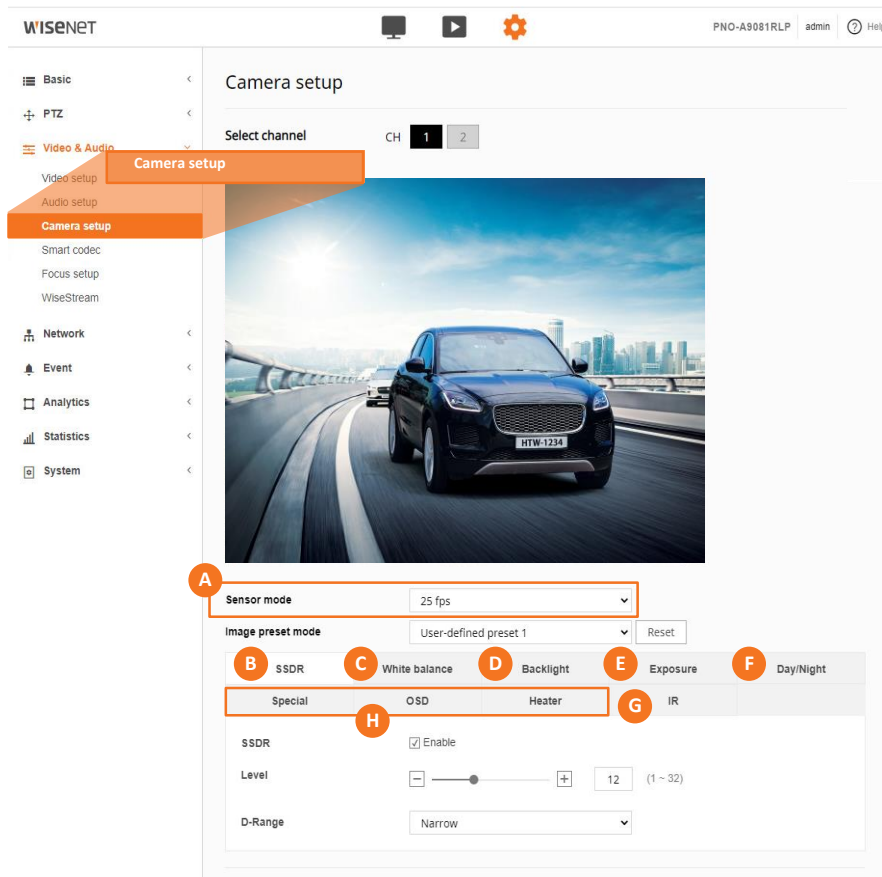 WISENET PNO-A9081RLP admin ? Help
Basic
PTZ
Video & Audio
Camera setup
Video setup
Audio setup
Camera setup
Smart codec
Focus setup
WiseStream
Network
Event
Analytics
Statistics
System
Camera setup
Select channel CH 1 2
HTW-1234
A
Sensor mode 25 fps
Image preset mode User-defined preset 1 Reset
B SSDR C White balance D Backlight E Exposure F Day/Night
Special OSD Heater G IR
H
SSDR Enable
Level 12 (1 ~ 32)
D-Range Narrow